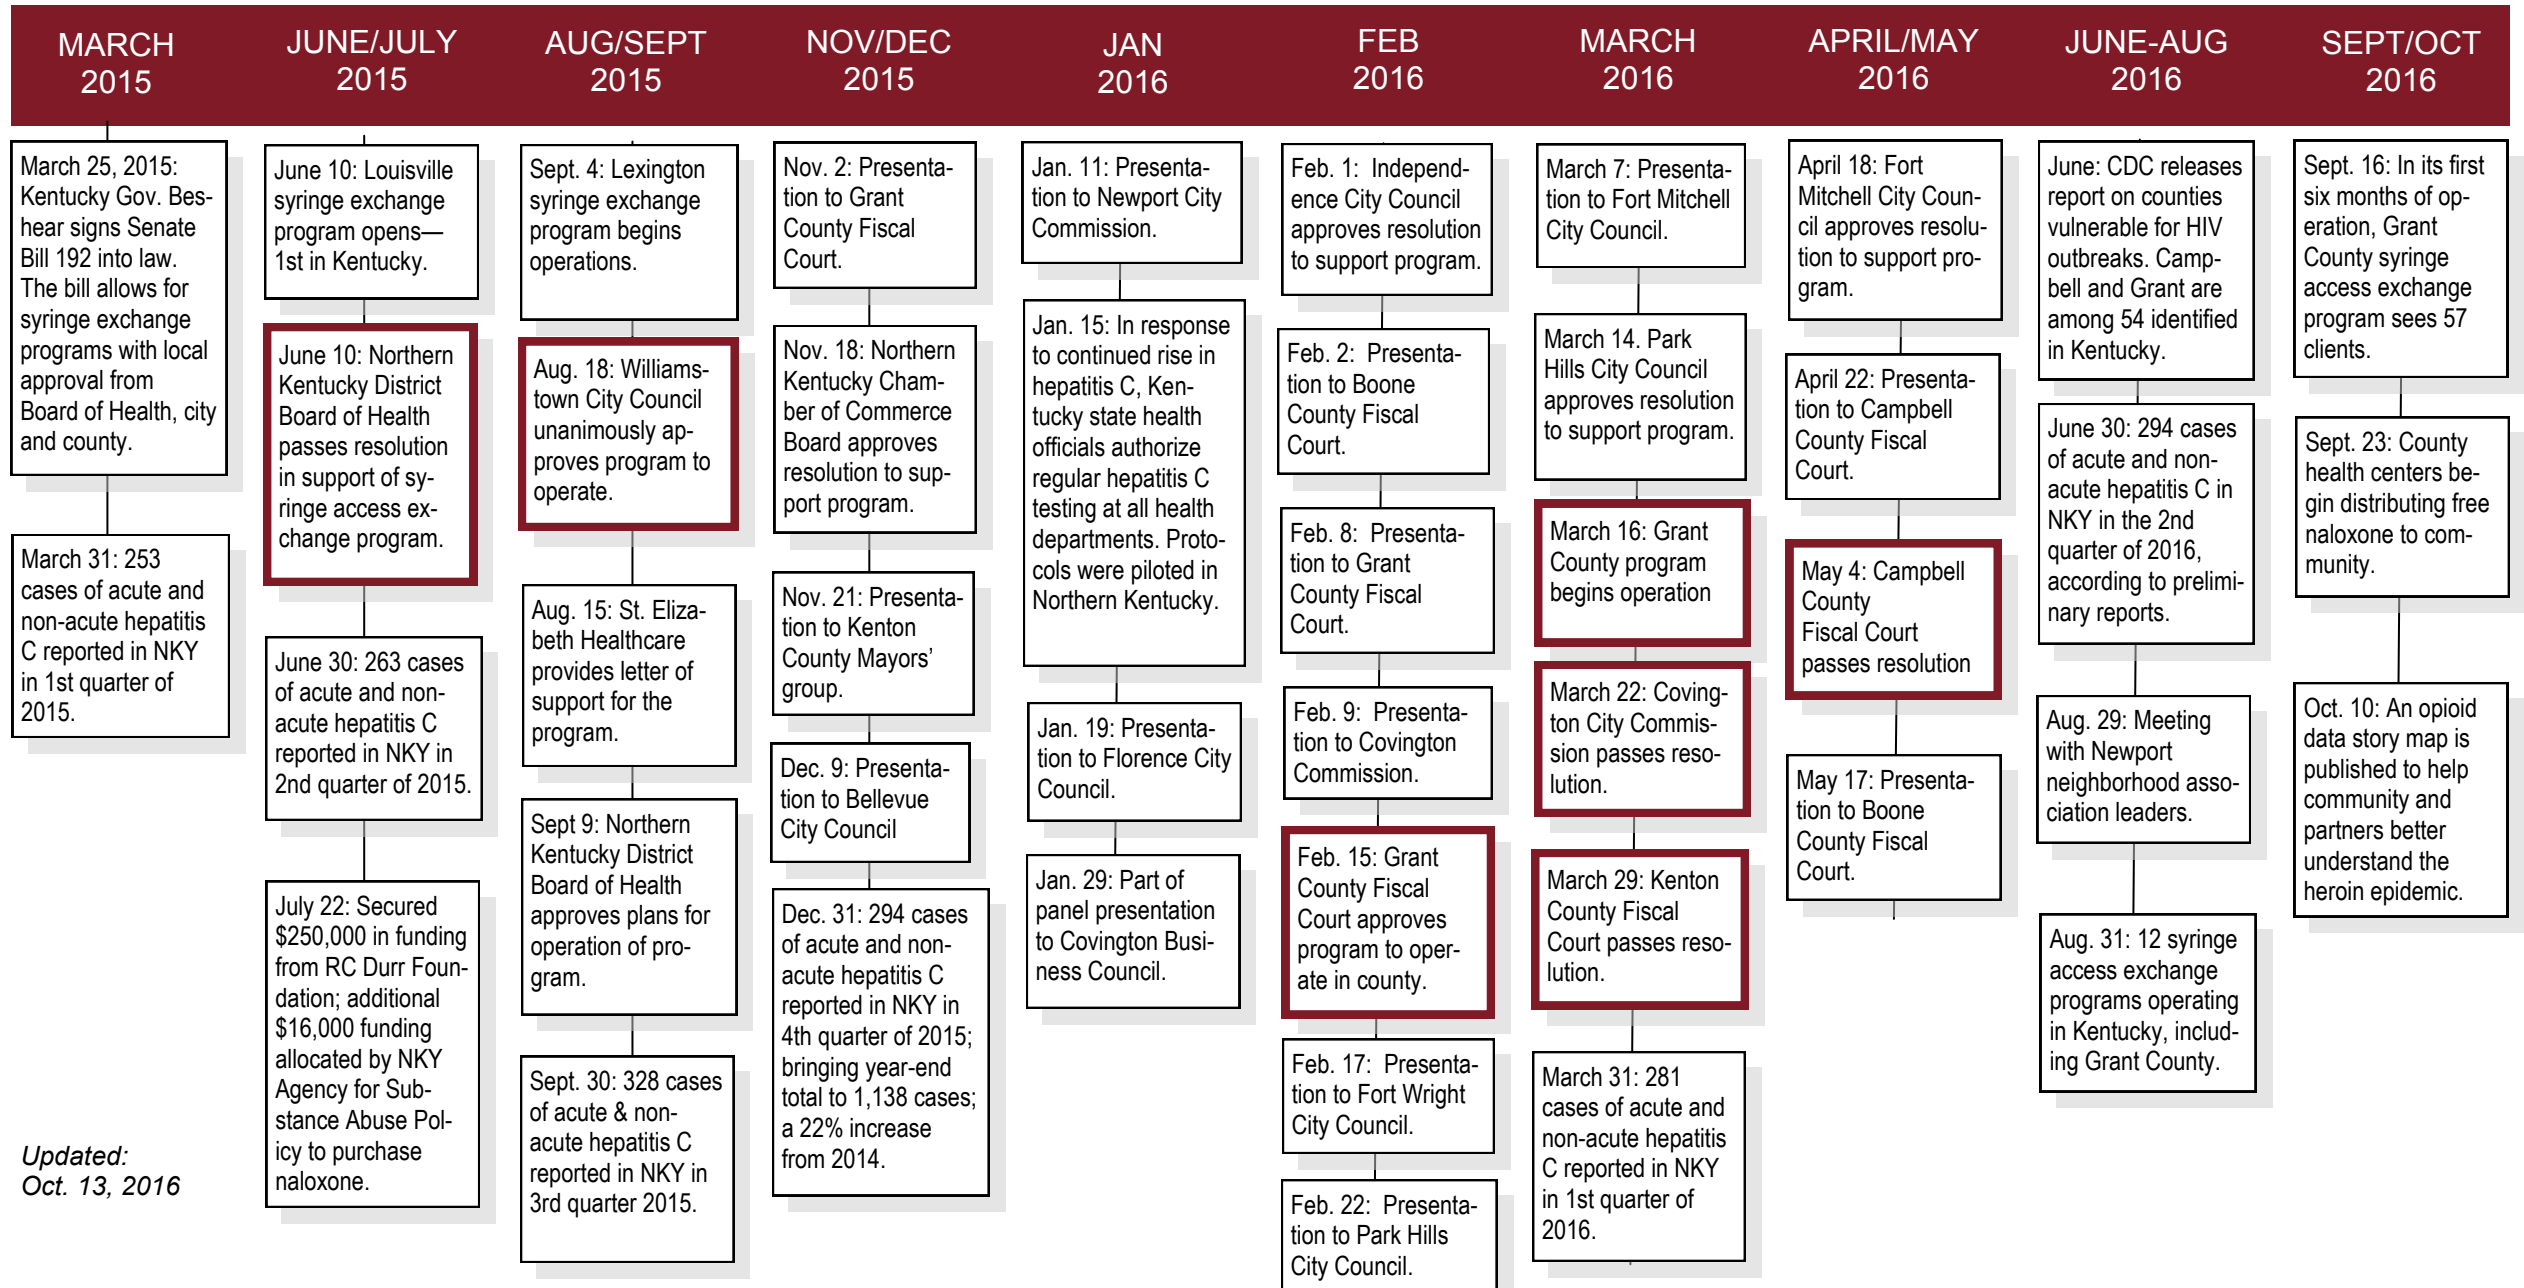 MARCH
2015
JUNE/JULY
2015
AUG/SEPT
2015
NOV/DEC
2015
JAN
2016
FEB
2016
MARCH
2016
APRIL/MAY
2016
JUNE-AUG
2016
SEPT/OCT
2016
March 25, 2015:
Kentucky Gov. Bes-
hear signs Senate
Bill 192 into law.
The bill allows for
syringe exchange
programs with local
approval from
Board of Health, city
and county.
March 31: 253
cases of acute and
non-acute hepatitis
C reported in NKY
in 1st quarter of
2015.
Updated:
Oct. 13, 2016
June 10: Louisville
syringe exchange
program opens—
1st in Kentucky.
June 10: Northern
Kentucky District
Board of Health
passes resolution
in support of sy-
ringe access ex-
change program.
June 30: 263 cases
of acute and non-
acute hepatitis C
reported in NKY in
2nd quarter of 2015.
July 22: Secured
$250,000 in funding
from RC Durr Foun-
dation; additional
$16,000 funding
allocated by NKY
Agency for Sub-
stance Abuse Pol-
icy to purchase
naloxone.
Sept. 4: Lexington
syringe exchange
program begins
operations.
Aug. 18: Williams-
town City Council
unanimously ap-
proves program to
operate.
Aug. 15: St. Eliza-
beth Healthcare
provides letter of
support for the
program.
Sept 9: Northern
Kentucky District
Board of Health
approves plans for
operation of pro-
gram.
Sept. 30: 328 cases
of acute & non-
acute hepatitis C
reported in NKY in
3rd quarter 2015.
Nov. 2: Presenta-
tion to Grant
County Fiscal
Court.
Nov. 18: Northern
Kentucky Cham-
ber of Commerce
Board approves
resolution to sup-
port program.
Nov. 21: Presenta-
tion to Kenton
County Mayors’
group.
Dec. 9: Presenta-
tion to Bellevue
City Council
Dec. 31: 294 cases
of acute and non-
acute hepatitis C
reported in NKY in
4th quarter of 2015;
bringing year-end
total to 1,138 cases;
a 22% increase
from 2014.
Jan. 11: Presenta-
tion to Newport City
Commission.
Jan. 15: In response
to continued rise in
hepatitis C, Ken-
tucky state health
officials authorize
regular hepatitis C
testing at all health
departments. Proto-
cols were piloted in
Northern Kentucky.
Jan. 19: Presenta-
tion to Florence City
Council.
Jan. 29: Part of
panel presentation
to Covington Busi-
ness Council.
Feb. 1: Independ-
ence City Council
approves resolution
to support program.
Feb. 2: Presenta-
tion to Boone
County Fiscal
Court.
Feb. 8: Presenta-
tion to Grant
County Fiscal
Court.
Feb. 9: Presenta-
tion to Covington
Commission.
Feb. 15: Grant
County Fiscal
Court approves
program to oper-
ate in county.
Feb. 17: Presenta-
tion to Fort Wright
City Council.
Feb. 22: Presenta-
tion to Park Hills
City Council.
March 7: Presenta-
tion to Fort Mitchell
City Council.
March 14. Park
Hills City Council
approves resolution
to support program.
March 16: Grant
County program
begins operation
March 22: Coving-
ton City Commis-
sion passes reso-
lution.
March 29: Kenton
County Fiscal
Court passes reso-
lution.
March 31: 281
cases of acute and
non-acute hepatitis
C reported in NKY
in 1st quarter of
2016.
April 18: Fort
Mitchell City Coun-
cil approves resolu-
tion to support pro-
gram.
April 22: Presenta-
tion to Campbell
County Fiscal
Court.
May 4: Campbell
County
Fiscal Court
passes resolution
May 17: Presenta-
tion to Boone
County Fiscal
Court.
June: CDC releases
report on counties
vulnerable for HIV
outbreaks. Camp-
bell and Grant are
among 54 identified
in Kentucky.
June 30: 294 cases
of acute and non-
acute hepatitis C in
NKY in the 2nd
quarter of 2016,
according to prelimi-
nary reports.
Aug. 29: Meeting
with Newport
neighborhood asso-
ciation leaders.
Aug. 31: 12 syringe
access exchange
programs operating
in Kentucky, includ-
ing Grant County.
Sept. 16: In its first
six months of op-
eration, Grant
County syringe
access exchange
program sees 57
clients.
Sept. 23: County
health centers be-
gin distributing free
naloxone to com-
munity.
Oct. 10: An opioid
data story map is
published to help
community and
partners better
understand the
heroin epidemic.